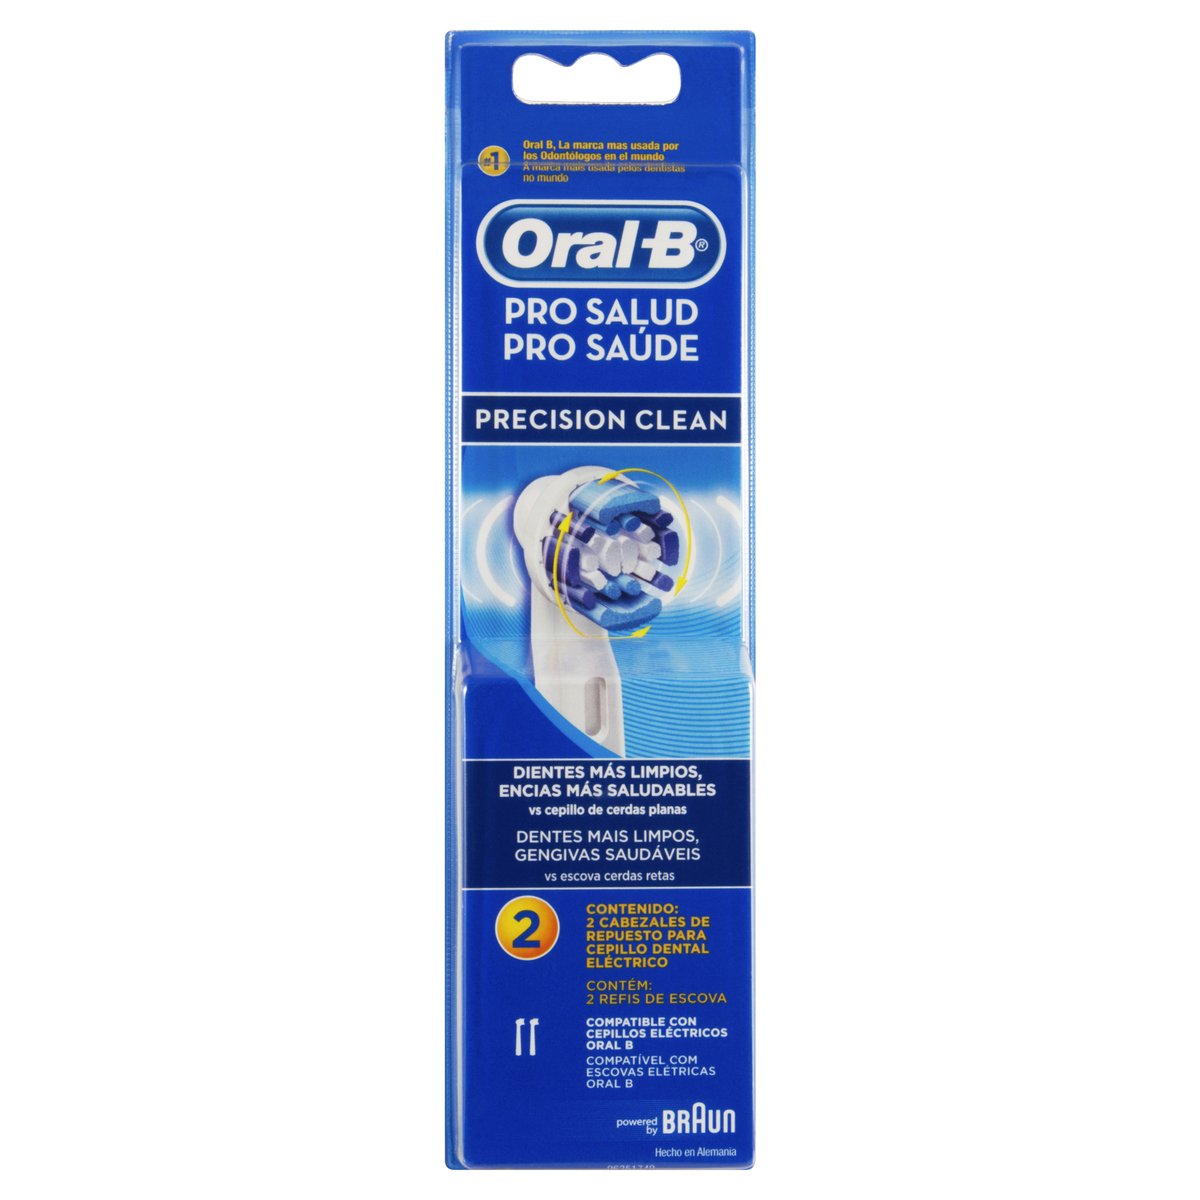 #1
Oral B, La marca mas usada por
los Odontólogos en el mundo
A marca mais usada pelos dentistas
no mundo
Oral-B®
PRO SALUD
PRO SAÚDE
PRECISION CLEAN
DIENTES MÁS LIMPIOS,
ENCIAS MÁS SALUDABLES
vs cepillo de cerdas planas
DENTES MAIS LIMPOS,
GENGIVAS SAUDÁVEIS
vs escova cerdas retas
2
CONTENIDO:
2 CABEZALES DE
REPUESTO PARA
CEPILLO DENTAL
ELÉCTRICO
CONTÉM:
2 REFIS DE ESCOVA
COMPATIBLE CON
CEPILLOS ELÉCTRICOS
ORAL B
COMPATÍVEL COM
ESCOVAS ELÉTRICAS
ORAL B
powered
by
BRAUN
Hecho en Alemania